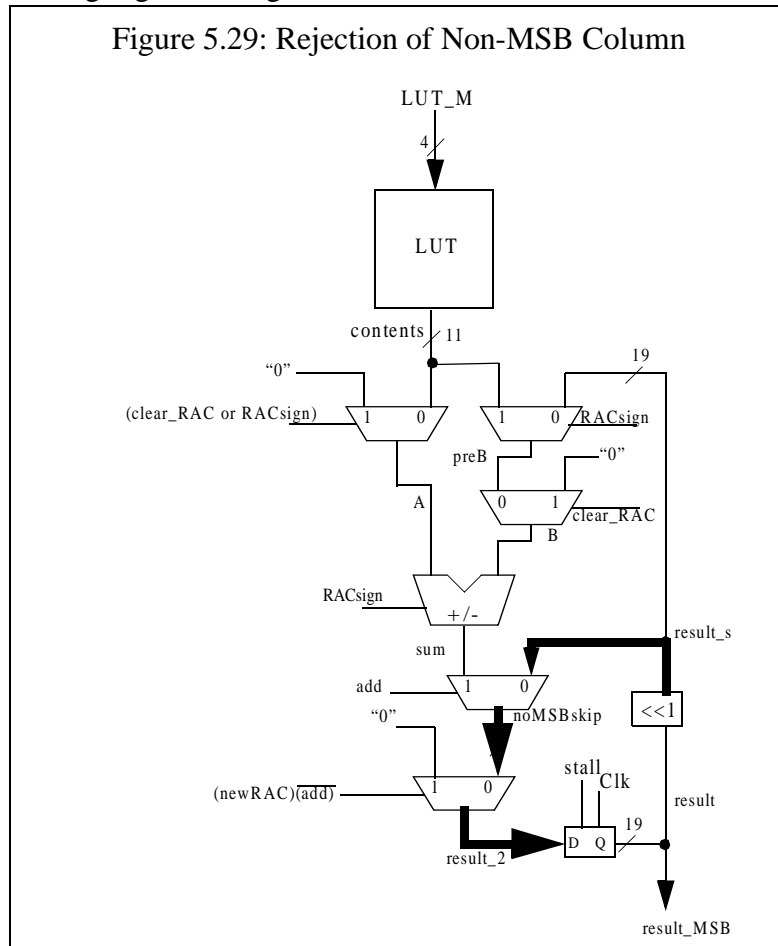 Figure 5.29: Rejection of Non-MSB Column
LUT_M
4
LUT
contents
11
"0"
19
(clear_RAC or RACsign)
1 0
1 0
RACsign
preB
"0"
A
0 1
clear_RAC
B
RACsign
+/-
sum
result_s
add
1 0
noMSBskip
<<1
"0"
stall
Clk
(newRAC)(add)
1 0
result
19
D Q
result_2
result_MSB